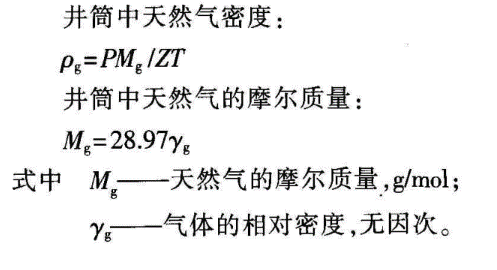 井筒中天然气密度：
ρg=PMg/ZT
井筒中天然气的摩尔质量：
Mg=28.97γg
式中 Mg——天然气的摩尔质量,g/mol；
γg——气体的相对密度,无因次。